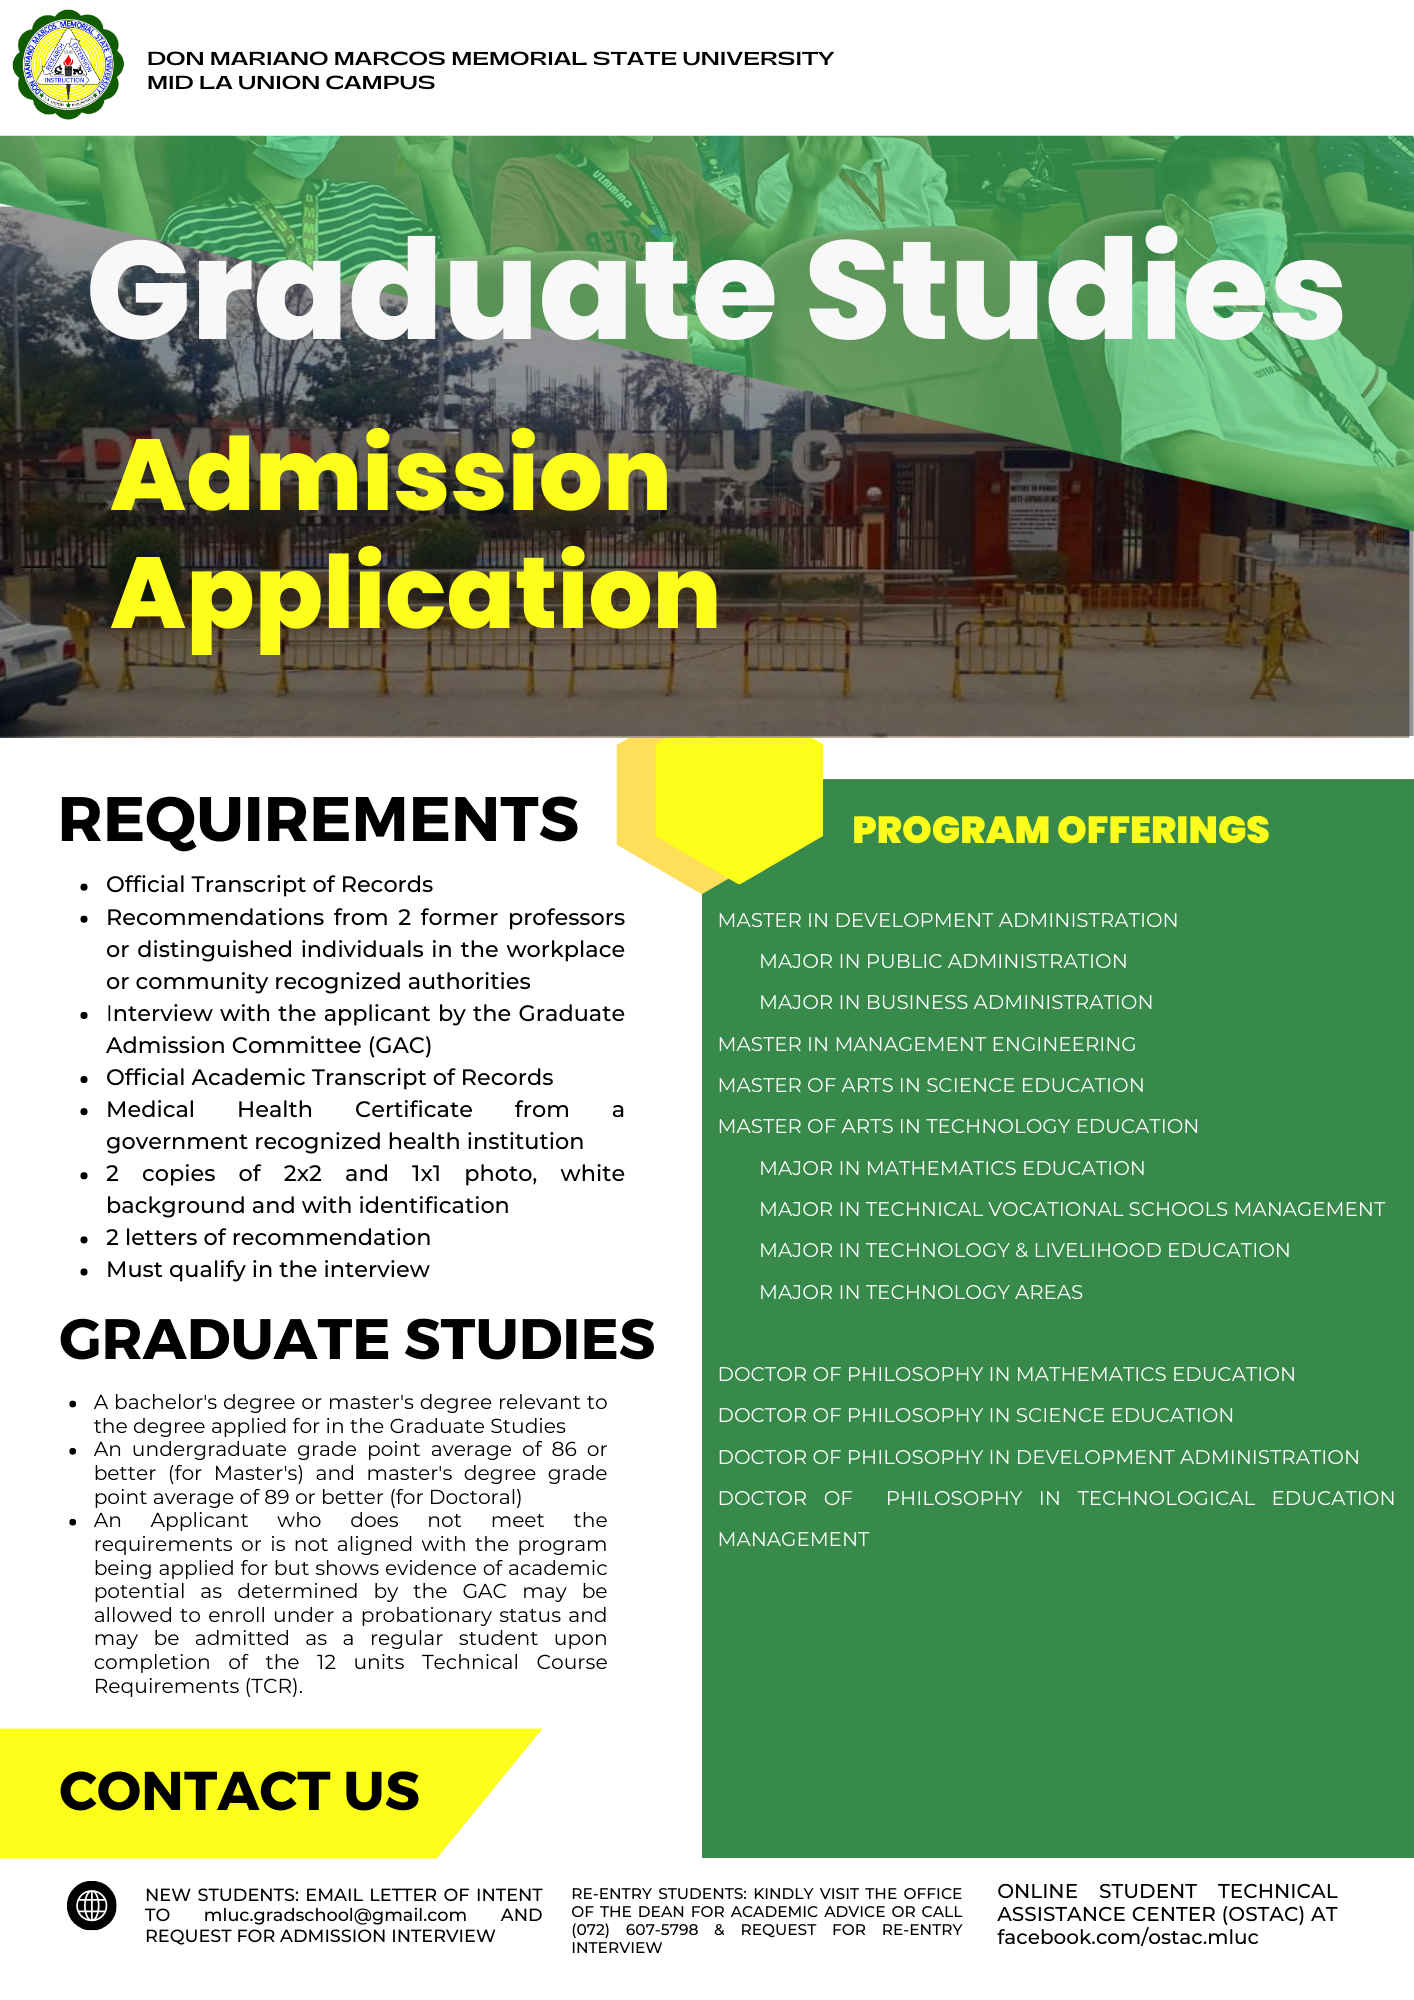 DON MARIANO MARCOS MEMORIAL STATE UNIVERSITY
INSTRUCTION
DON MARIANO MARCOS MEMORIAL STATE UNIVERSITY
MID LA UNION CAMPUS
Graduate Studies
DMMMSU MLUC
Admission
Application
REQUIREMENTS
• Official Transcript of Records
• Recommendations from 2 former professors
or distinguished individuals in the workplace
or community recognized authorities
• Interview with the applicant by the Graduate
Admission Committee (GAC)
• Official Academic Transcript of Records
• Medical Health Certificate from a
government recognized health institution
• 2 copies of 2x2 and 1x1 photo, white
background and with identification
• 2 letters of recommendation
• Must qualify in the interview
GRADUATE STUDIES
• A bachelor's degree or master's degree relevant to
the degree applied for in the Graduate Studies
• An undergraduate grade point average of 86 or
better (for Master's) and master's degree grade
point average of 89 or better (for Doctoral)
• An Applicant who does not meet the
requirements or is not aligned with the program
being applied for but shows evidence of academic
potential as determined by the GAC may be
allowed to enroll under a probationary status and
may be admitted as a regular student upon
completion of the 12 units Technical Course
Requirements (TCR).
PROGRAM OFFERINGS
MASTER IN DEVELOPMENT ADMINISTRATION
MAJOR IN PUBLIC ADMINISTRATION
MAJOR IN BUSINESS ADMINISTRATION
MASTER IN MANAGEMENT ENGINEERING
MASTER OF ARTS IN SCIENCE EDUCATION
MASTER OF ARTS IN TECHNOLOGY EDUCATION
MAJOR IN MATHEMATICS EDUCATION
MAJOR IN TECHNICAL VOCATIONAL SCHOOLS MANAGEMENT
MAJOR IN TECHNOLOGY & LIVELIHOOD EDUCATION
MAJOR IN TECHNOLOGY AREAS
DOCTOR OF PHILOSOPHY IN MATHEMATICS EDUCATION
DOCTOR OF PHILOSOPHY IN SCIENCE EDUCATION
DOCTOR OF PHILOSOPHY IN DEVELOPMENT ADMINISTRATION
DOCTOR OF PHILOSOPHY IN TECHNOLOGICAL EDUCATION
MANAGEMENT
CONTACT US
NEW STUDENTS: EMAIL LETTER OF INTENT
TO mluc.gradschool@gmail.com AND
REQUEST FOR ADMISSION INTERVIEW
RE-ENTRY STUDENTS: KINDLY VISIT THE OFFICE
OF THE DEAN FOR ACADEMIC ADVICE OR CALL
(072) 607-5798 & REQUEST FOR RE-ENTRY
INTERVIEW
ONLINE STUDENT TECHNICAL
ASSISTANCE CENTER (OSTAC) AT
facebook.com/ostac.mluc